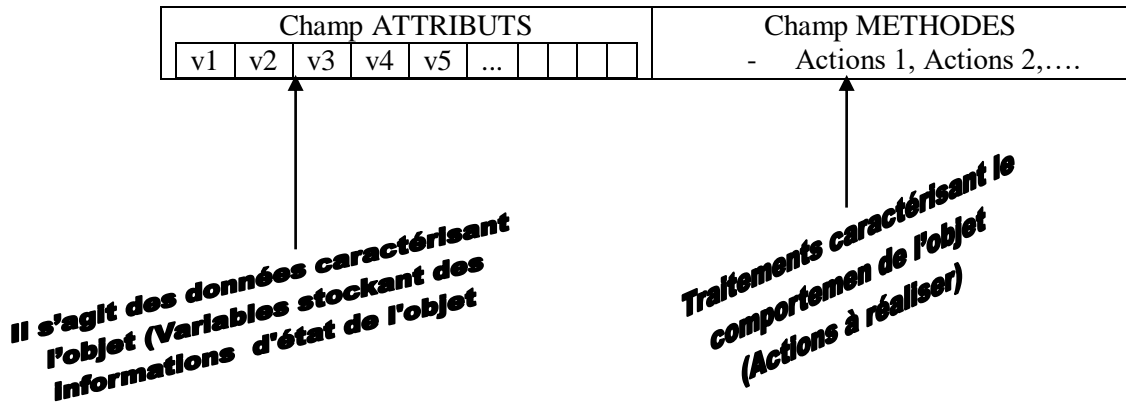 Champ ATTRIBUTS
v1 v2 v3 v4 v5 ...
Champ METHODES
- Actions 1, Actions 2,….
Il s'agit des données caractérisant
l'objet (Variables stockant des
Informations d'état de l'objet
Traitements caractérisant le
comportemen de l'objet
(Actions à réaliser)